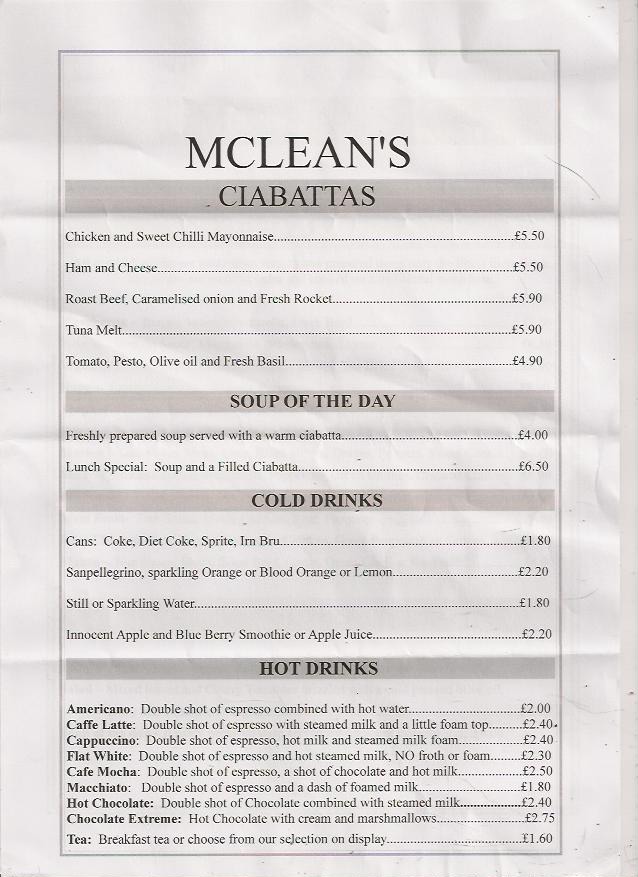 MCLEAN'S
CIABATTAS
Chicken and Sweet Chilli Mayonnaise.......................................................................£5.50
Ham and Cheese..........................................................................................................£5.50
Roast Beef, Caramelised onion and Fresh Rocket.....................................................£5.90
Tuna Melt.....................................................................................................................£5.90
Tomato, Pesto, Olive oil and Fresh Basil...................................................................£4.90
SOUP OF THE DAY
Freshly prepared soup served with a warm ciabatta....................................................£4.00
Lunch Special: Soup and a Filled Ciabatta.................................................................£6.50
COLD DRINKS
Cans: Coke, Diet Coke, Sprite, Irn Bru.......................................................................£1.80
Sanpellegrino, sparkling Orange or Blood Orange or Lemon.....................................£2.20
Still or Sparkling Water................................................................................................£1.80
Innocent Apple and Blue Berry Smoothie or Apple Juice...........................................£2.20
HOT DRINKS
Americano: Double shot of espresso combined with hot water.................................£2.00
Caffe Latte: Double shot of espresso with steamed milk and a little foam top..........£2.40
Cappuccino: Double shot of espresso, hot milk and steamed milk foam...................£2.40
Flat White: Double shot of espresso and hot steamed milk, NO froth or foam.........£2.30
Cafe Mocha: Double shot of espresso, a shot of chocolate and hot milk...................£2.50
Macchiato: Double shot of espresso and a dash of foamed milk...............................£1.80
Hot Chocolate: Double shot of Chocolate combined with steamed milk...................£2.40
Chocolate Extreme: Hot Chocolate with cream and marshmallows..........................£2.75
Tea: Breakfast tea or choose from our selection on display........................................£1.60